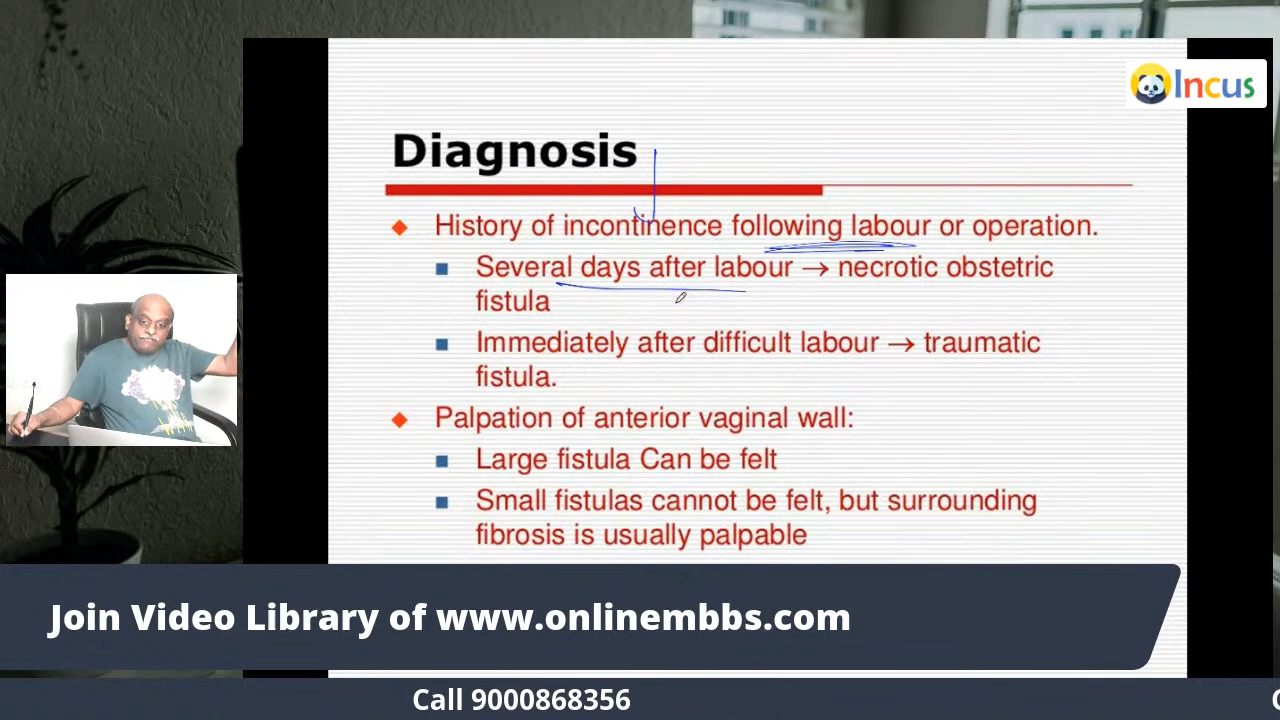 Incus
Diagnosis
History of incontinence following labour or operation.
Several days after labour → necrotic obstetric
fistula
Immediately after difficult labour → traumatic
fistula.
Palpation of anterior vaginal wall:
Large fistula Can be felt
Small fistulas cannot be felt, but surrounding
fibrosis is usually palpable
Join Video Library of www.onlinembbs.com
Call 9000868356